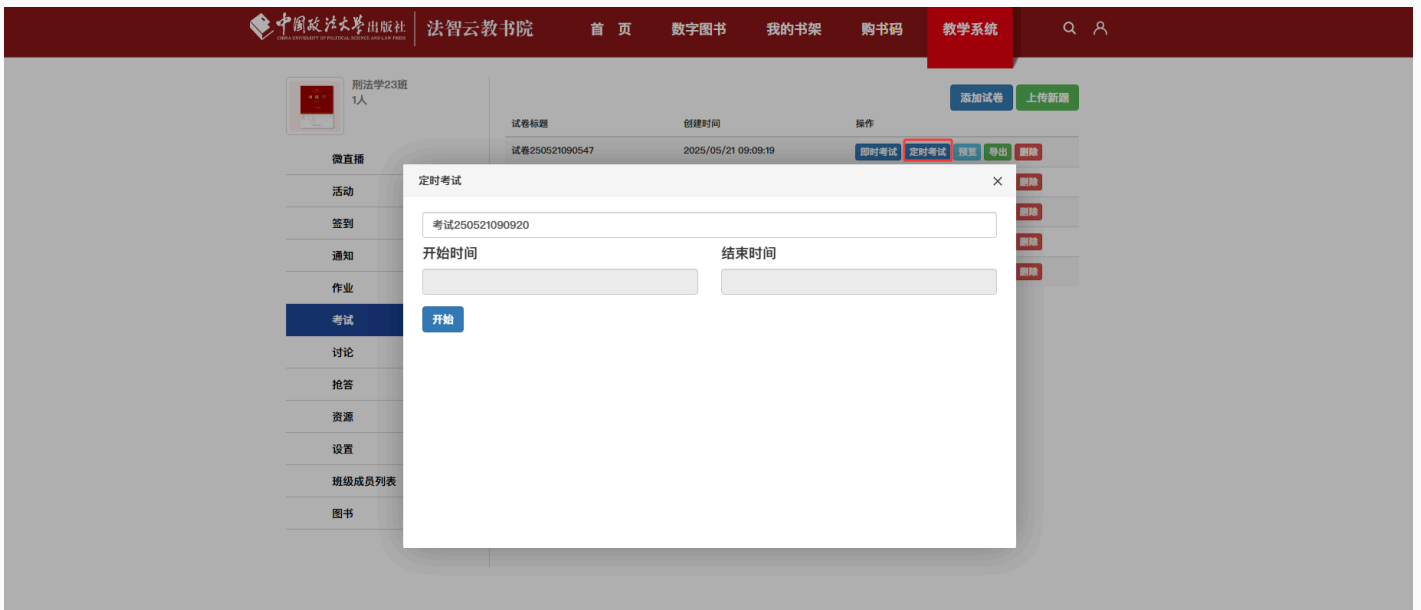 中国政法大学出版社 法智云教书院 首 页 数字图书 我的书架 购书码 教学系统
CHINA UNIVERSITY OF POLITICAL SCIENCE AND LAW PRESS
刑法学23班
1人
添加试卷 上传新题
试卷标题 创建时间 操作
试卷250521090547 2025/05/21 09:09:19 即时考试 定时考试 预览 导出 删除
微直播
定时考试 ×
删除
活动
删除
考试250521090920
签到
删除
开始时间 结束时间
通知
删除
作业
开始
考试
讨论
抢答
资源
设置
班级成员列表
图书